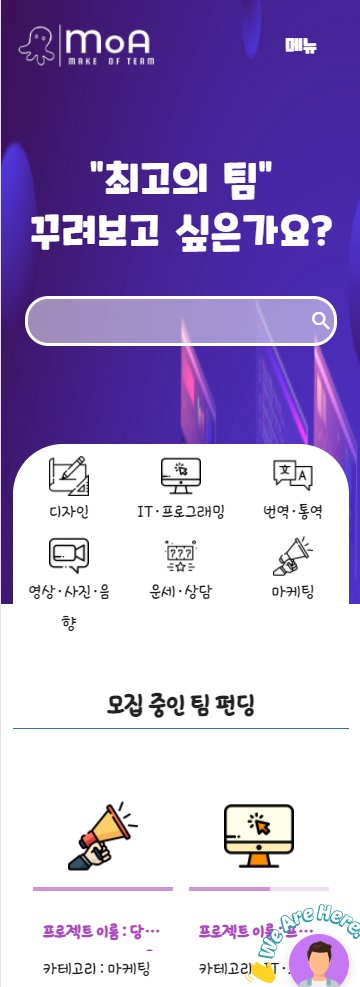 MoA
MAKE OF TEAM
메뉴
"최고의 팀"
꾸려보고 싶은가요?
디자인
IT·프로그래밍
번역·통역
영상·사진·음
향
운세·상담
마케팅
모집 중인 팀 펀딩
프로젝트 이름 : 당…
프로젝트 이름 : 프…
카테고리 : 마케팅
카테고리 IT·
We Are Here!